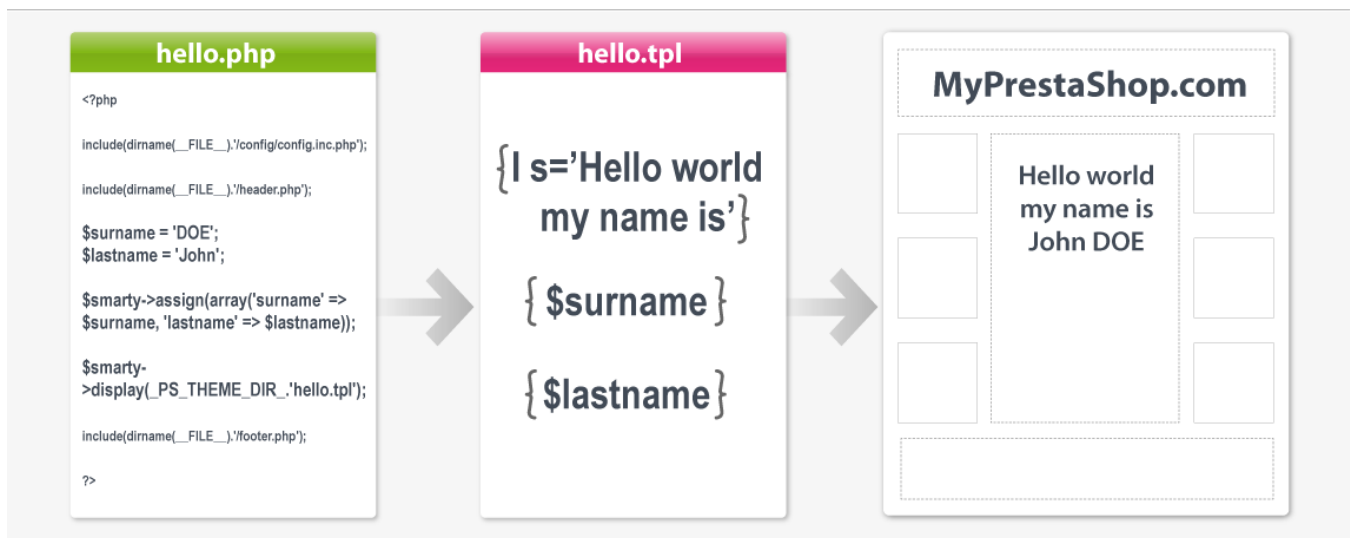 hello.php
<?php
include(dirname(__FILE__).'/config/config.inc.php');
include(dirname(__FILE__).'/header.php');
$surname = 'DOE';
$lastname = 'John';
$smarty->assign(array('surname' =>
$surname, 'lastname' => $lastname));
$smarty-
>display(_PS_THEME_DIR_.'hello.tpl');
include(dirname(__FILE__).'/footer.php');
?>
hello.tpl
{l s=’Hello world
my name is’}
{ $surname }
{ $lastname }
MyPrestaShop.com
Hello world
my name is
John DOE